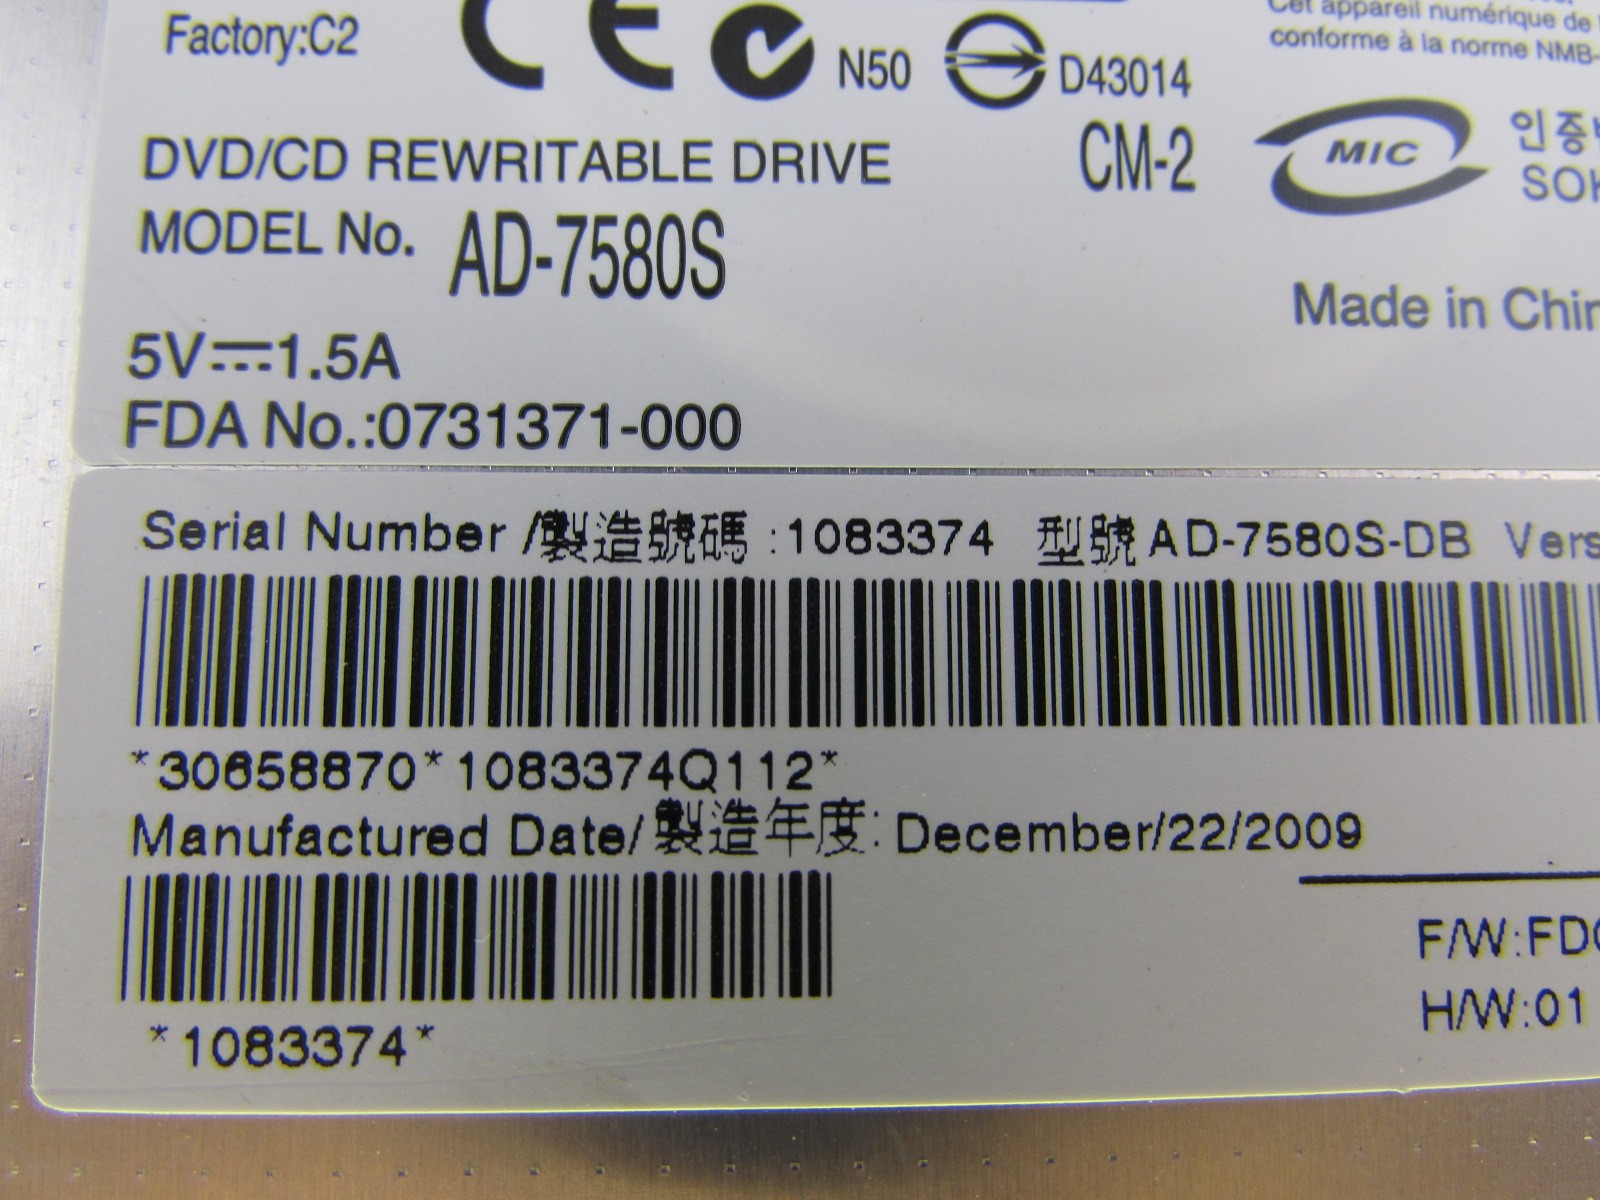 Cet appareil numérique de
conforme à la norme NMB-
Factory:C2
CE N50 D43014
DVD/CD REWRITABLE DRIVE CM-2
MIC 인증
MODEL No. AD-7580S
Made in
5V⎓1.5A
FDA No.:0731371-000
Serial Number /製造號碼 :1083374 型號 AD-7580S-DB
*30658870*1083374Q112*
Manufactured Date/製造年度: December/22/2009
F/W:
H/W:01
*1083374*